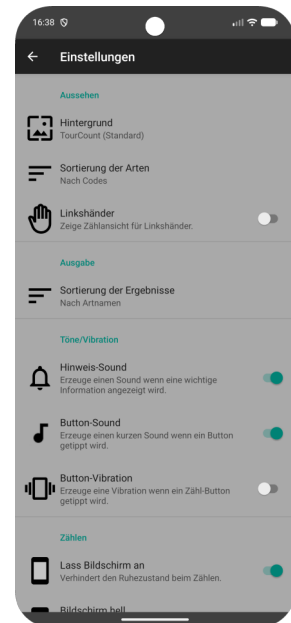 16:38
Einstellungen
Aussehen
Hintergrund
TourCount (Standard)
Sortierung der Arten
Nach Codes
Linkshänder
Zeige Zählansicht für Linkshänder.
Ausgabe
Sortierung der Ergebnisse
Nach Artnamen
Töne/Vibration
Hinweis-Sound
Erzeuge einen Sound wenn eine wichtige
Information angezeigt wird.
Button-Sound
Erzeuge einen kurzen Sound wenn ein Button
getippt wird.
Button-Vibration
Erzeuge eine Vibration wenn ein Zähl-Button
getippt wird.
Zählen
Lass Bildschirm an
Verhindert den Ruhezustand beim Zählen.
Bildschirm hell